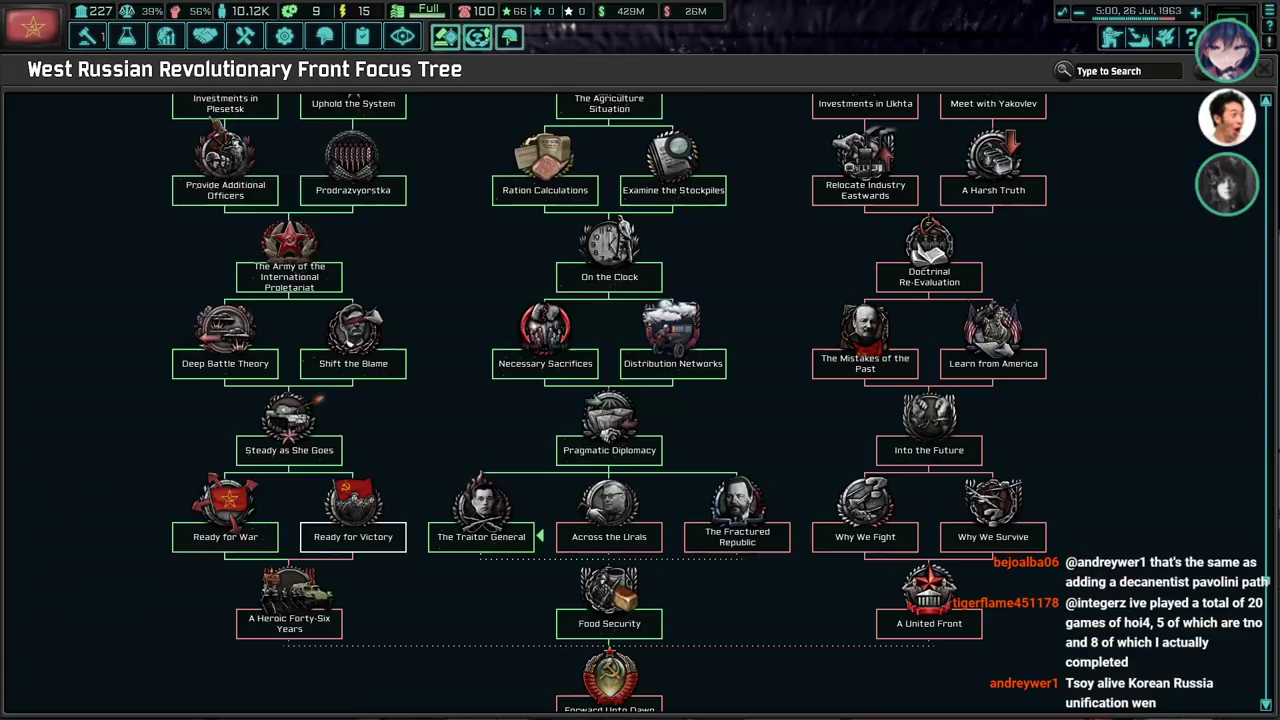 227 39% 56% 10.12K 9 15 Full 100 66 0 0 $ 429M $ 26M 5:00, 26 Jul, 1963
1
West Russian Revolutionary Front Focus Tree
Type to Search
Investments in
Plesetsk
Uphold the System
The Agriculture
Situation
Investments in Ukhta
Meet with Yakovlev
Provide Additional
Officers
Prodrazvyorstka
Ration Calculations
Examine the Stockpiles
Relocate Industry
Eastwards
A Harsh Truth
The Army of the
International
Proletariat
On the Clock
Doctrinal
Re-Evaluation
Deep Battle Theory
Shift the Blame
Necessary Sacrifices
Distribution Networks
The Mistakes of the
Past
Learn from America
Steady as She Goes
Pragmatic Diplomacy
Into the Future
Ready for War
Ready for Victory
The Traitor General
Across the Urals
The Fractured
Republic
Why We Fight
Why We Survive
A Heroic Forty-Six
Years
Food Security
A United Front
Forward Unto Dawn
bejoalba06 @andreywer1 that's the same as
adding a decanentist pavolini path
tigerflame451178 @integerz ive played a total of 20
games of hoi4, 5 of which are tno
and 8 of which I actually
completed
andreywer1 Tsoy alive Korean Russia
unification wen